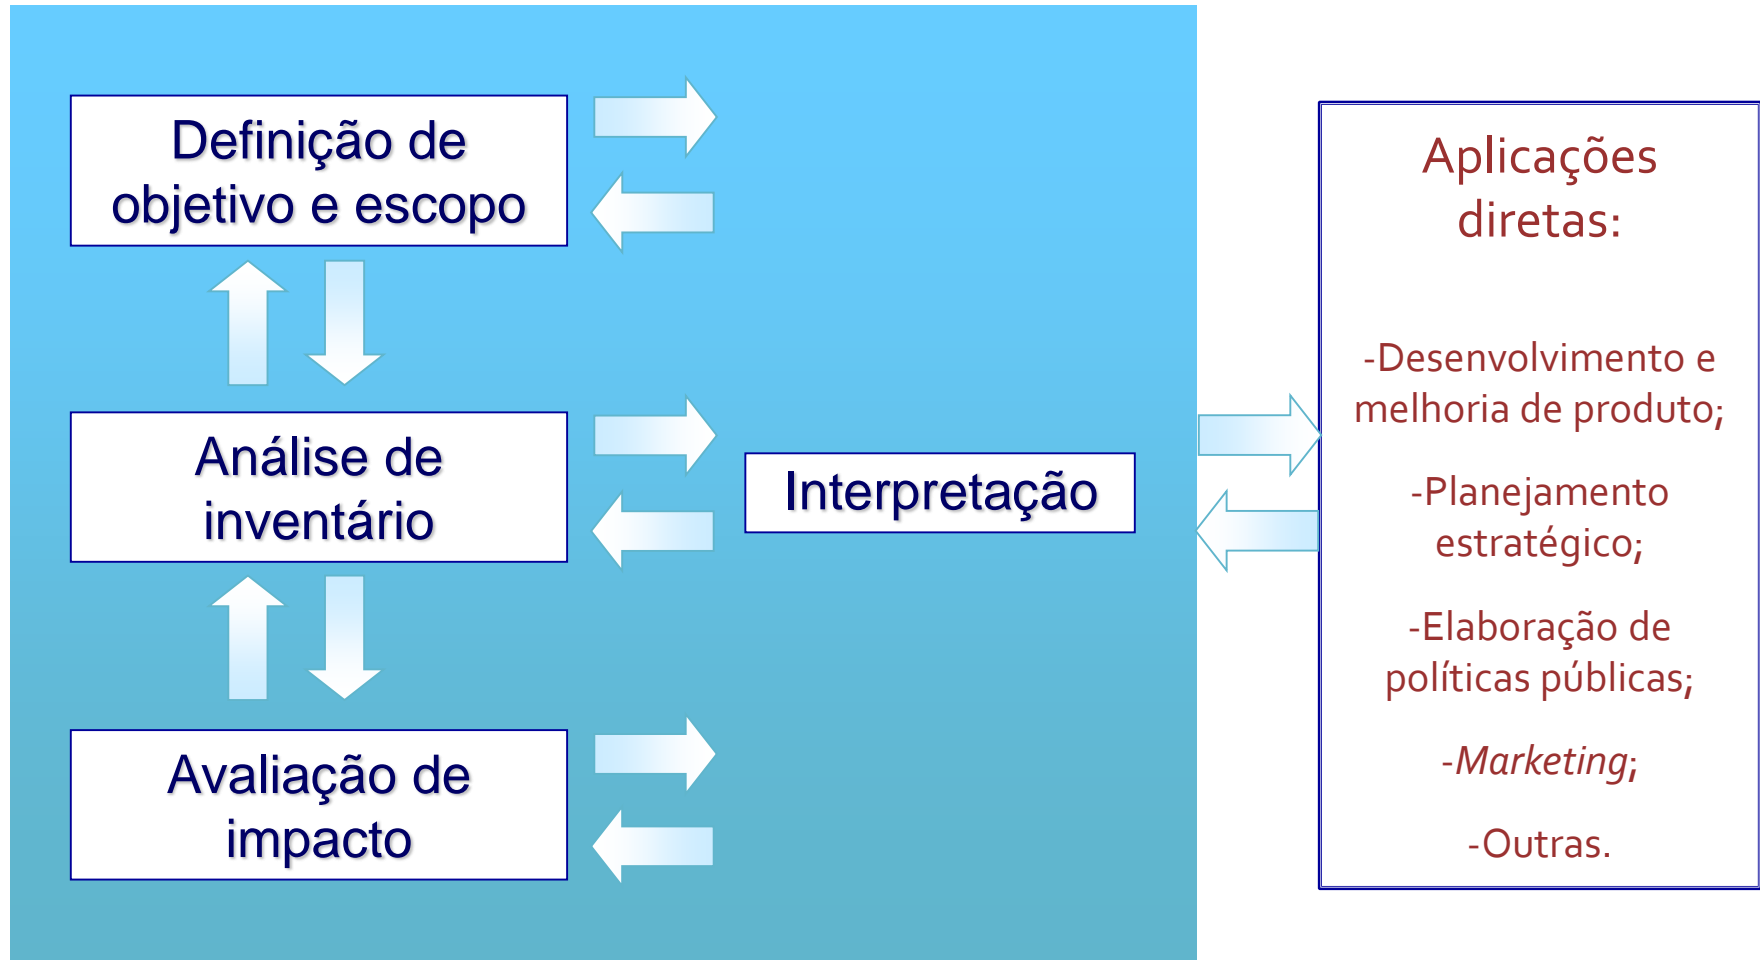 Definição de
objetivo e escopo
Análise de
inventário
Avaliação de
impacto
Interpretação
Aplicações
diretas:
-Desenvolvimento e
melhoria de produto;
-Planejamento
estratégico;
-Elaboração de
políticas públicas;
-Marketing;
-Outras.